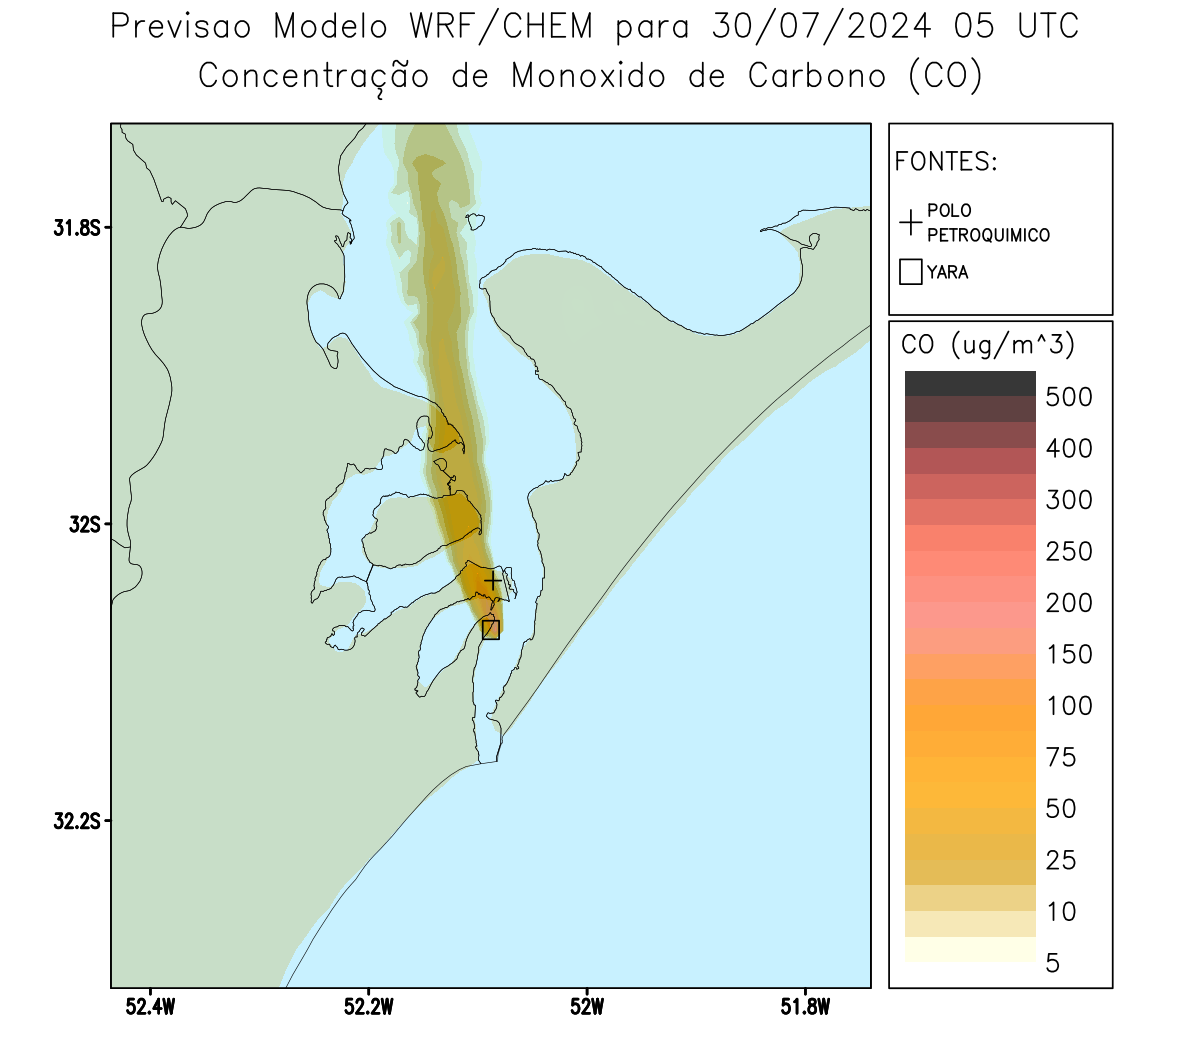 Previsao Modelo WRF/CHEM para 30/07/2024 05 UTC
Concentração de Monoxido de Carbono (CO)
FONTES:
POLO
PETROQUIMICO
YARA
CO (ug/m^3)
500
400
300
250
200
150
100
75
50
25
10
5
31.8S
32S
32.2S
52.4W
52.2W
52W
51.8W